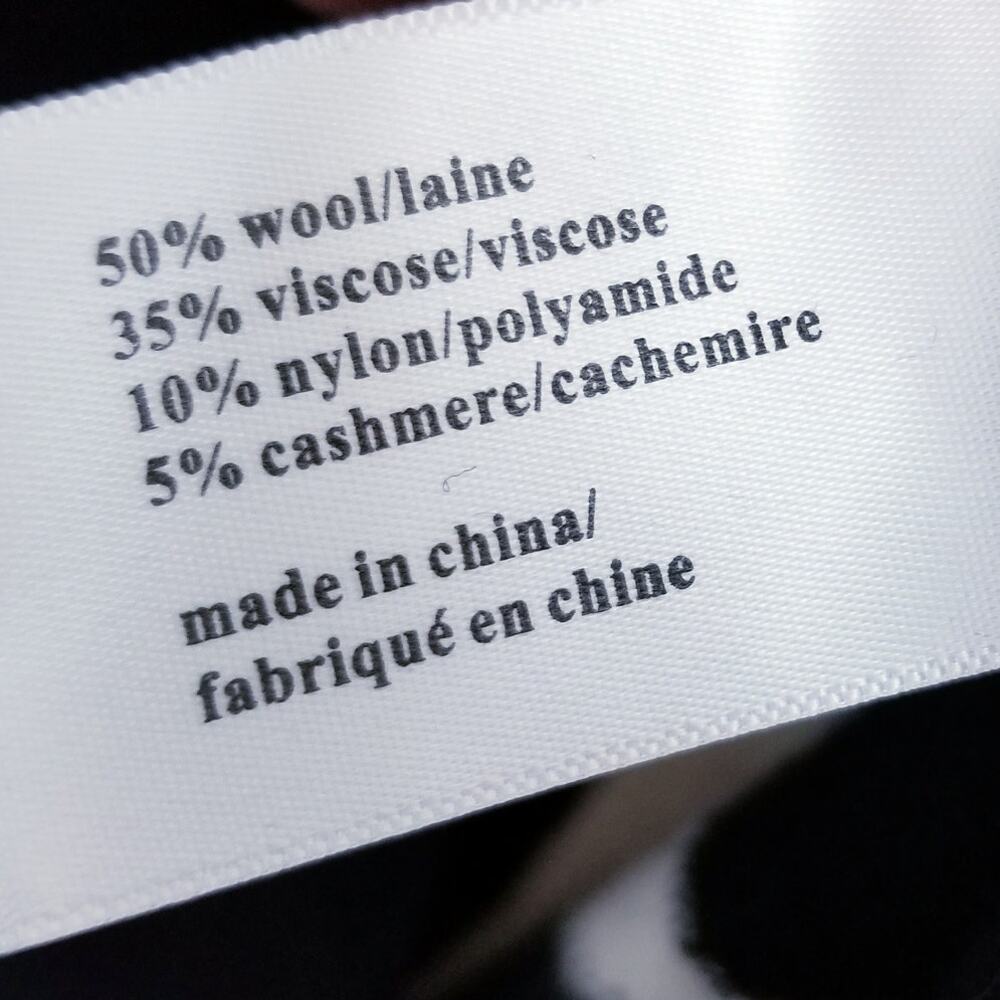 50% wool/laine
35% viscose/viscose
10% nylon/polyamide
5% cashmere/cachemire
made in china/
fabriqué en chine